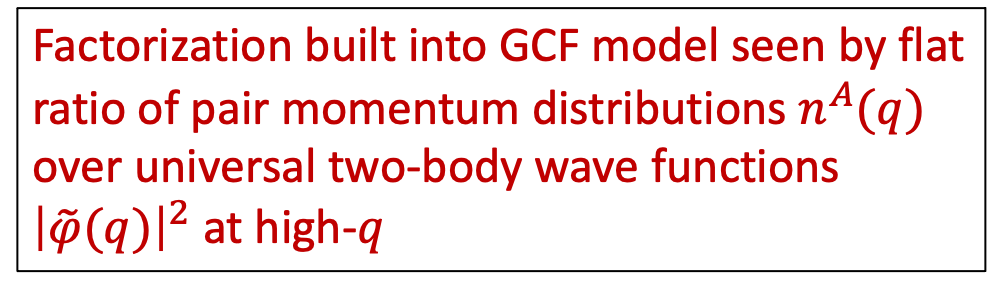 Factorization built into GCF model seen by flat
ratio of pair momentum distributions 𝑛ᴬ(𝑞)
over universal two-body wave functions
|𝜑̃(𝑞)|² at high-𝑞